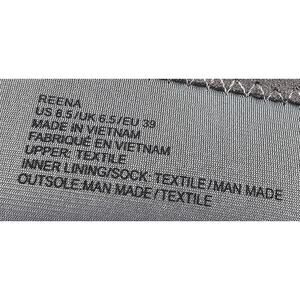 REENA
US 8.5/UK 6.5/EU 39
MADE IN VIETNAM
FABRIQUÉ EN VIETNAM
UPPER: TEXTILE
INNER LINING/SOCK: TEXTILE/MAN MADE
OUTSOLE:MAN MADE/TEXTILE